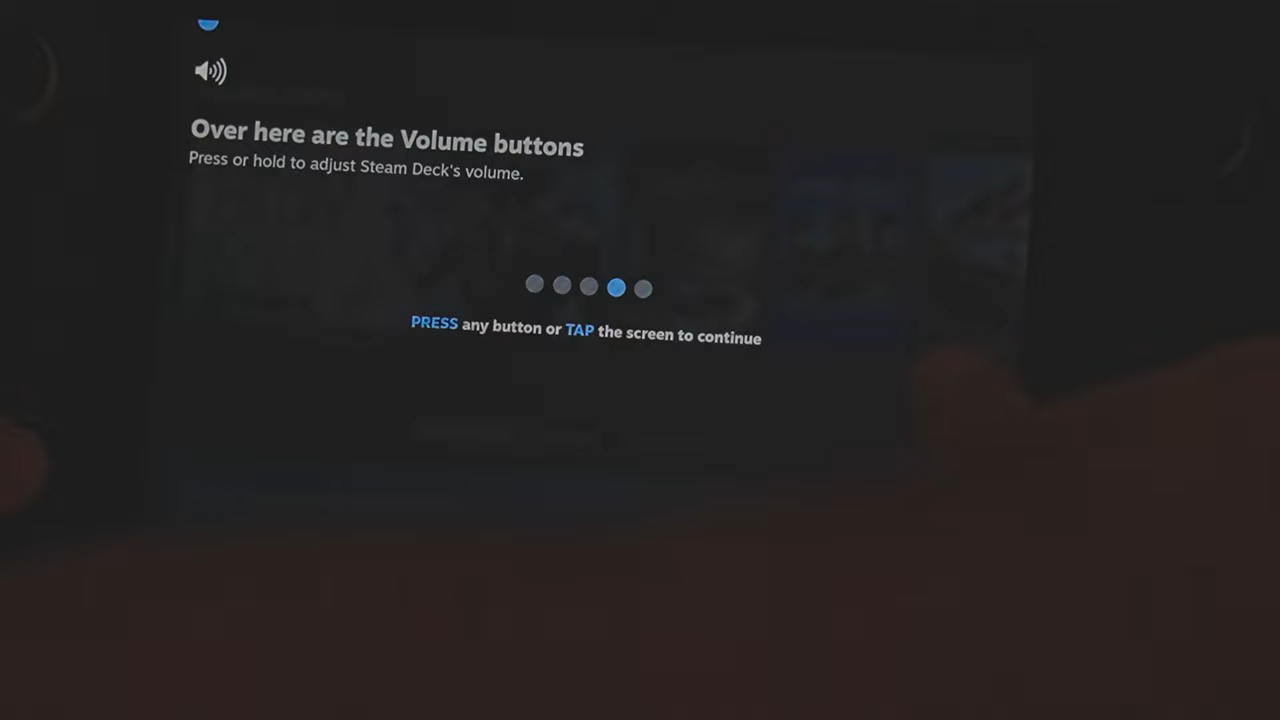 Over here are the Volume buttons
Press or hold to adjust Steam Deck's volume.
PRESS any button or TAP the screen to continue